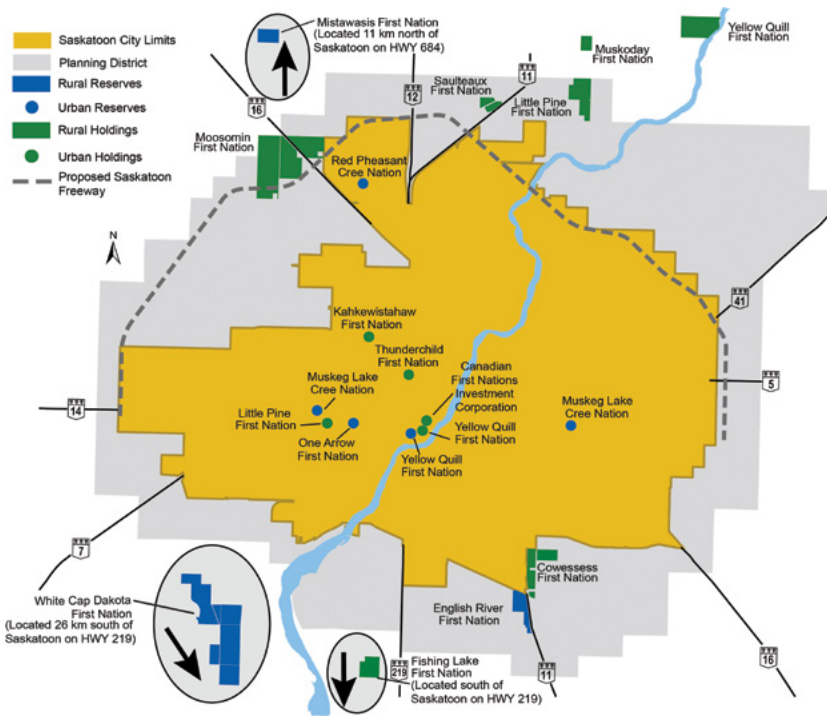 Saskatoon City Limits
Planning District
Rural Reserves
Urban Reserves
Rural Holdings
Urban Holdings
Proposed Saskatoon
Freeway
Mistawasis First Nation
(Located 11 km north of
Saskatoon on HWY 684)
Yellow Quill
First Nation
Muskoday
First Nation
Saulteaux
First Nation
Little Pine
First Nation
11
12
16
Moosomin
First Nation
Red Pheasant
Cree Nation
N
41
Kahkewistahaw
First Nation
Thunderchild
First Nation
Canadian
First Nations
Investment
Corporation
Muskeg Lake
Cree Nation
Muskeg Lake
Cree Nation
5
14
Little Pine
First Nation
One Arrow
First Nation
Yellow Quill
First Nation
Yellow Quill
First Nation
7
Cowessess
First Nation
White Cap Dakota
First Nation
(Located 26 km south of
Saskatoon on HWY 219)
English River
First Nation
16
219
Fishing Lake
First Nation
(Located south of
Saskatoon on HWY 219)
11